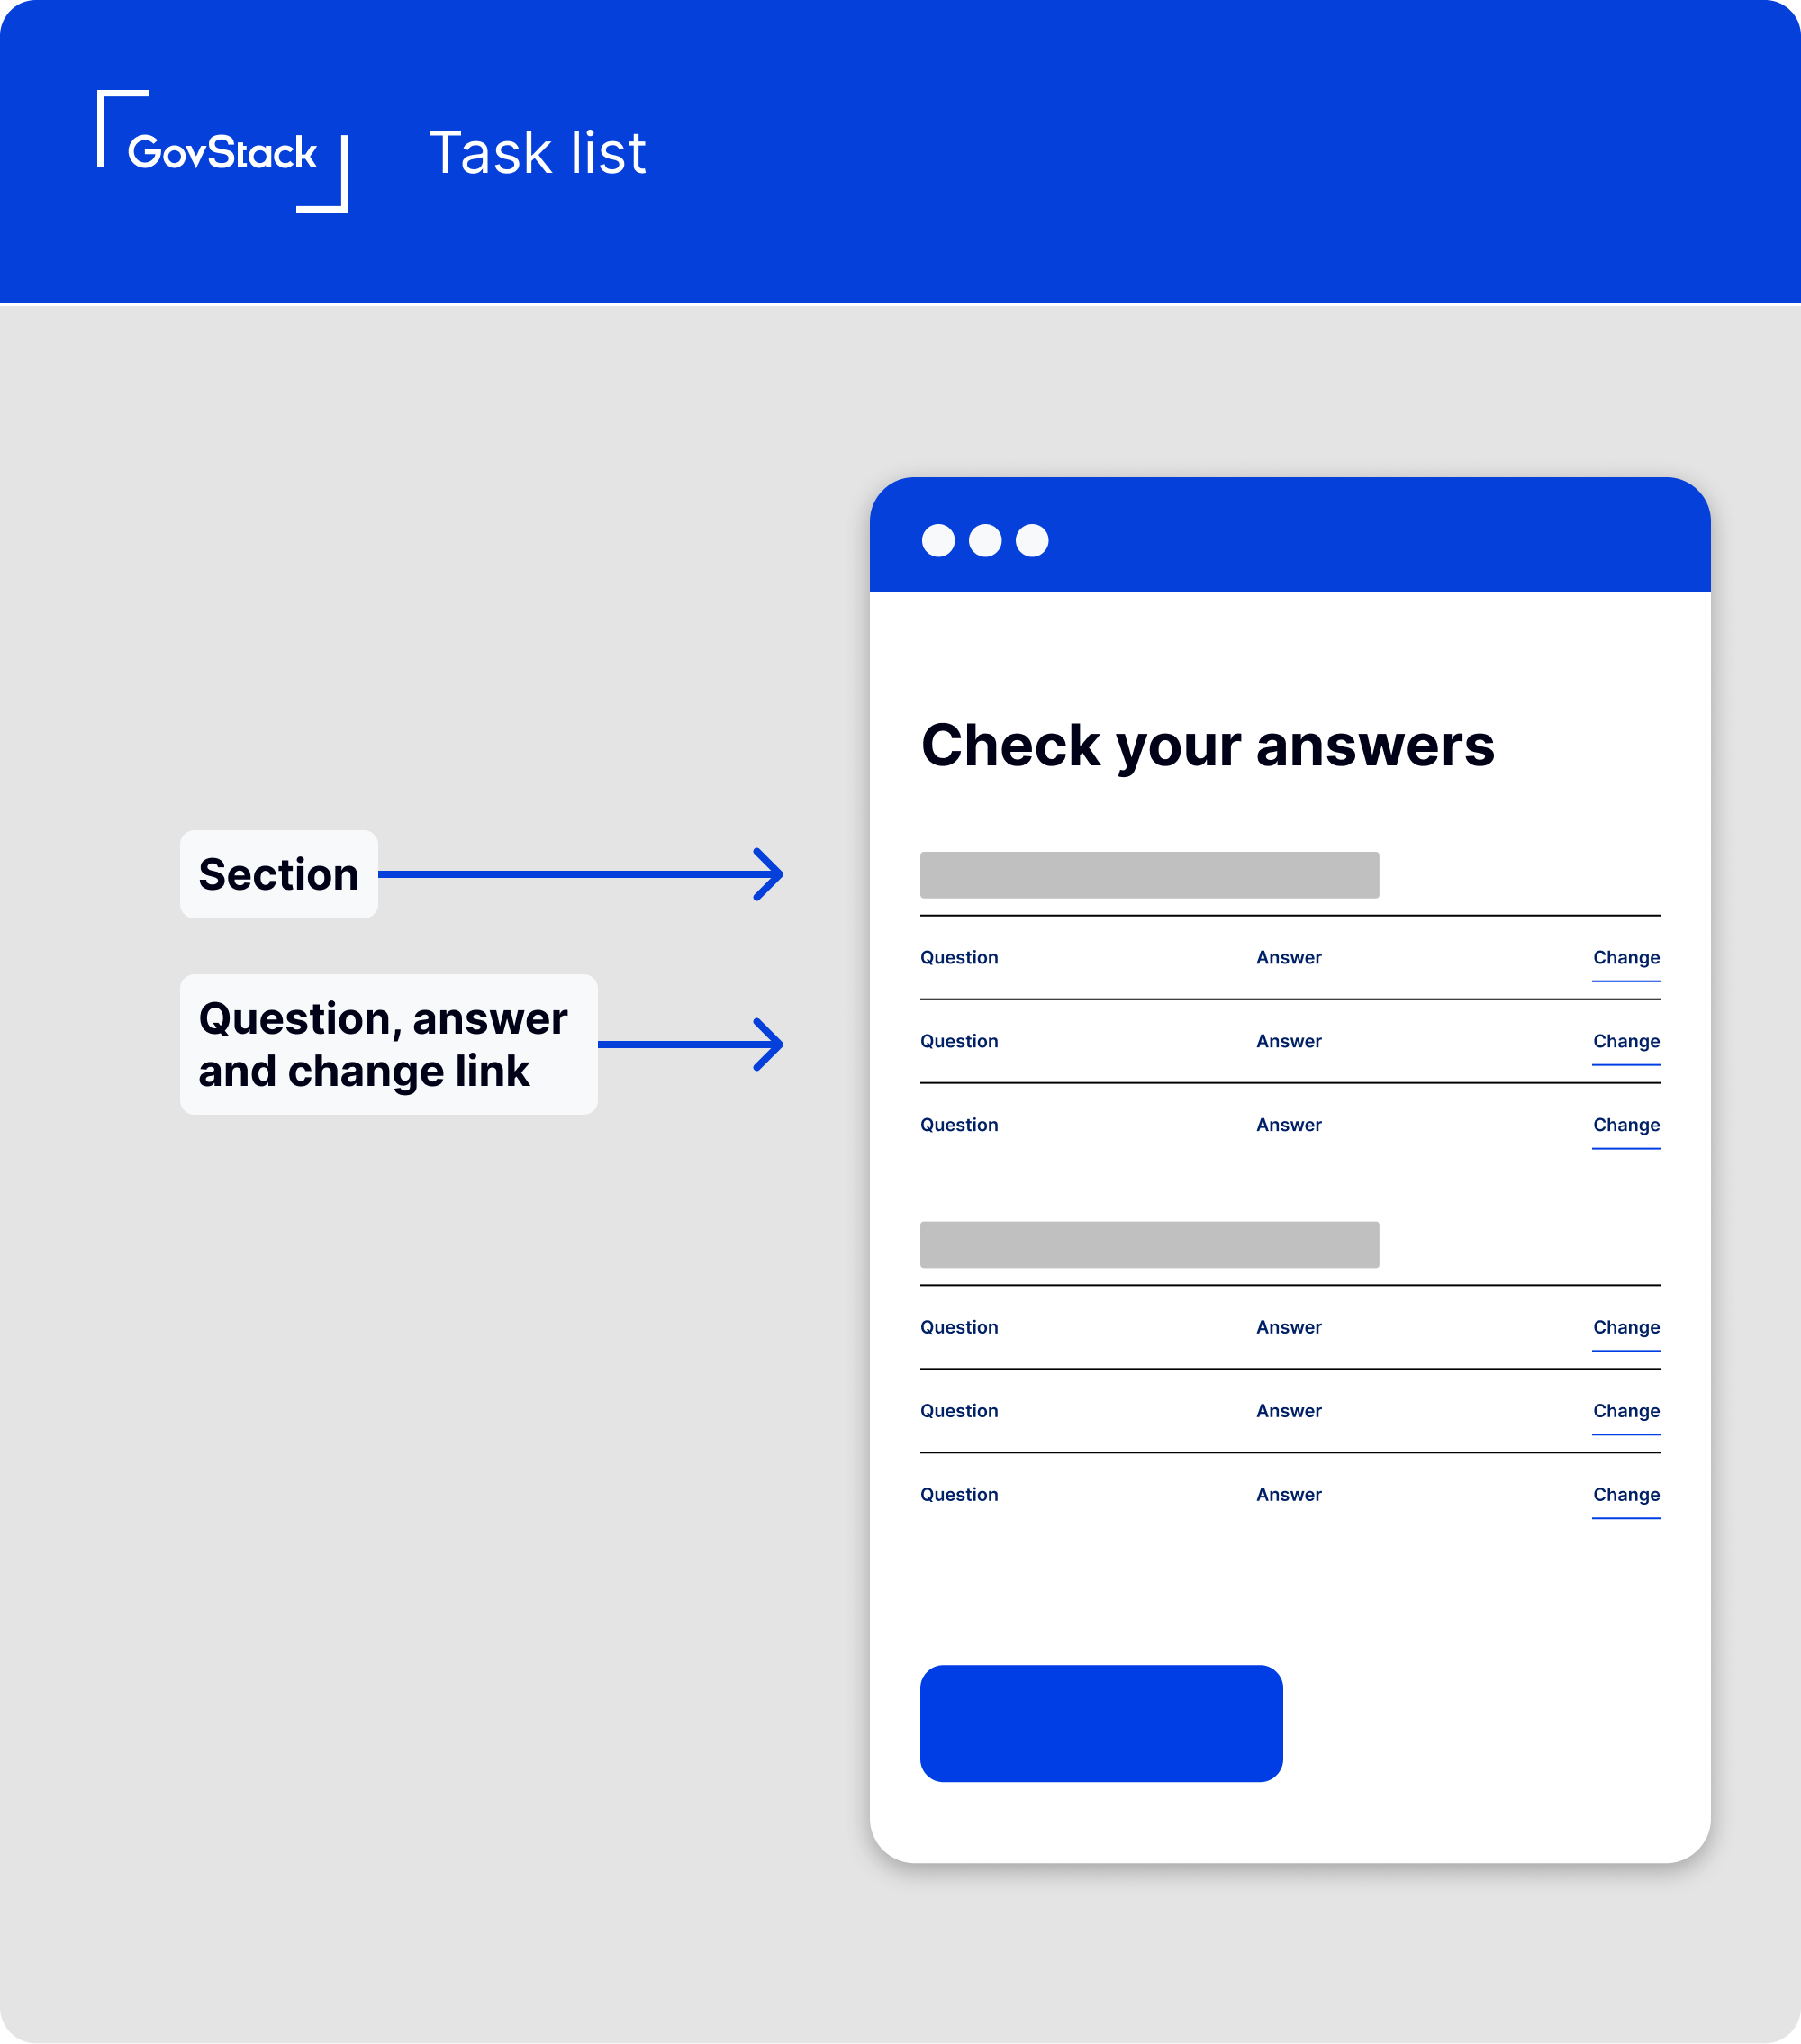 GovStack
Task list
Check your answers
Section
Question, answer
and change link
Question Answer Change
Question Answer Change
Question Answer Change
Question Answer Change
Question Answer Change
Question Answer Change